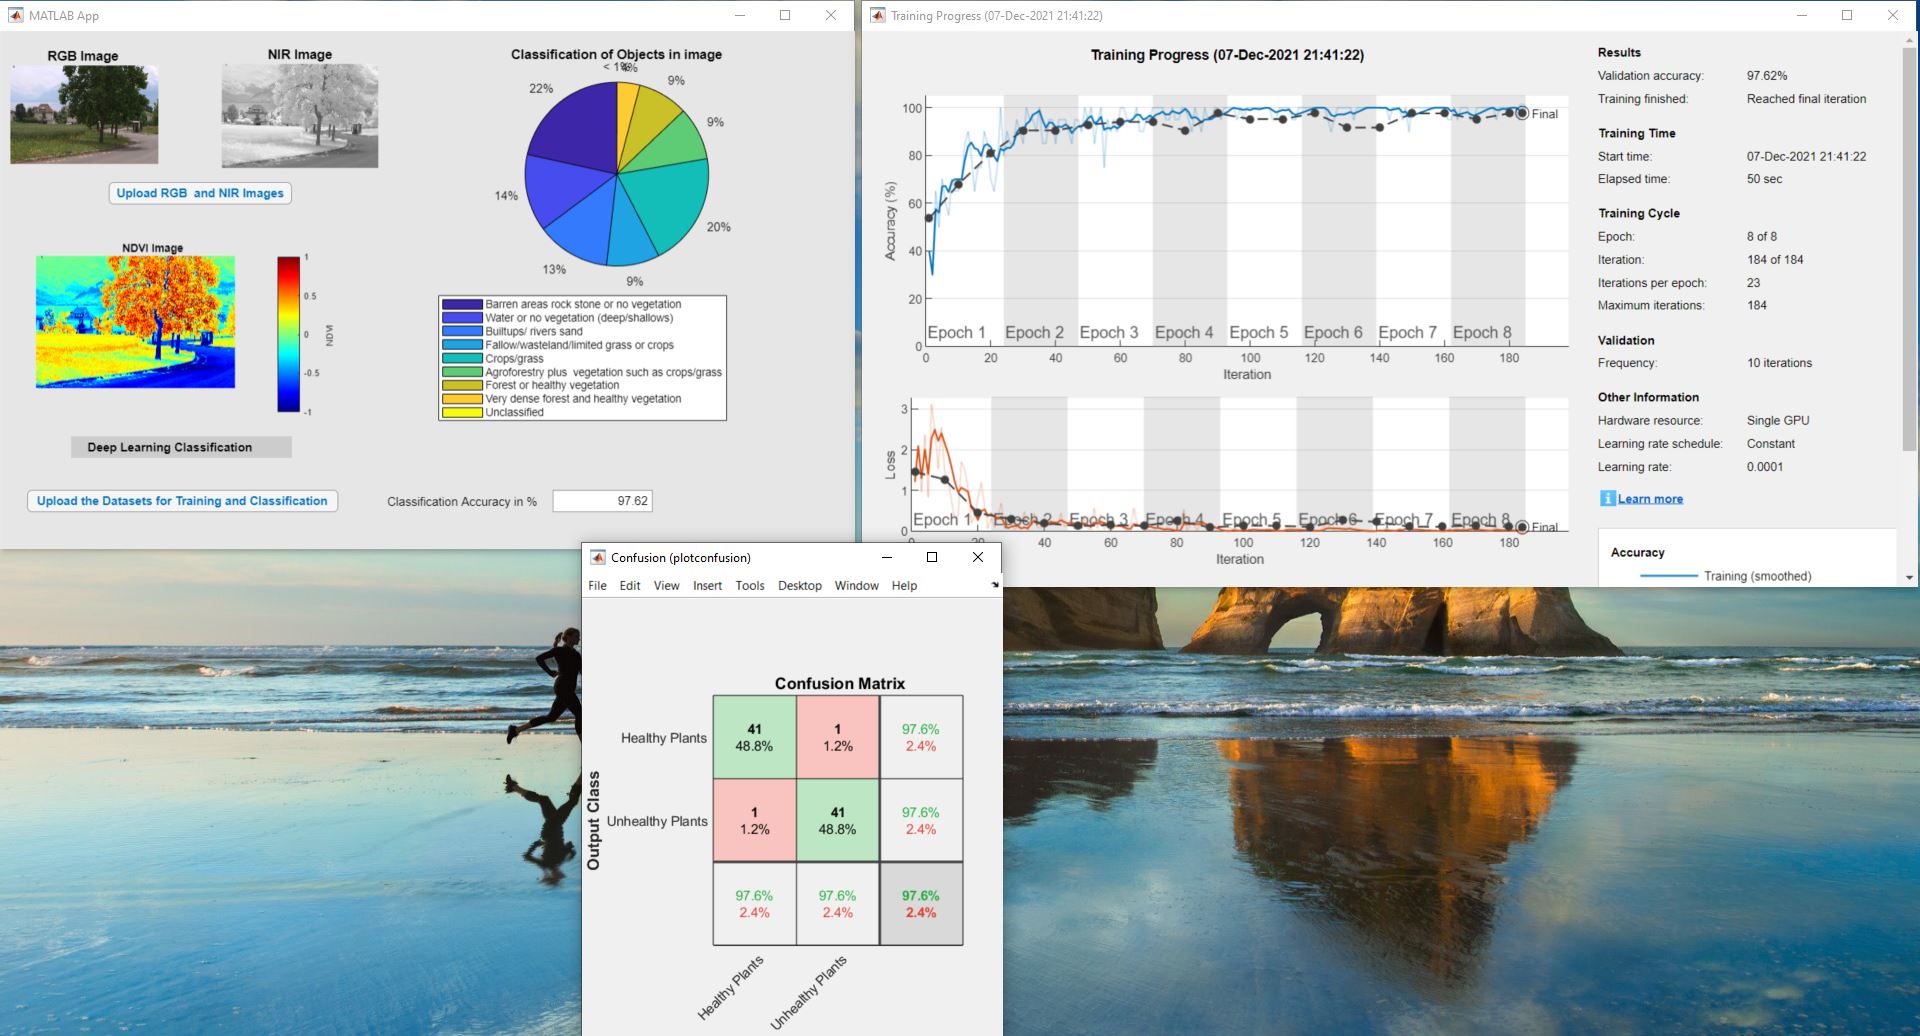 MATLAB App
RGB Image
NIR Image
Upload RGB and NIR Images
NDVI Image
1
0.5
0
-0.5
-1
NDVI
Deep Learning Classification
Upload the Datasets for Training and Classification
Classification Accuracy in %
97.62
Classification of Objects in image
< 1%
4%
9%
9%
20%
9%
13%
14%
22%
Barren areas rock stone or no vegetation
Water or no vegetation (deep/shallows)
Builtups/ rivers sand
Fallow/wasteland/limited grass or crops
Crops/grass
Agroforestry plus vegetation such as crops/grass
Forest or healthy vegetation
Very dense forest and healthy vegetation
Unclassified
Training Progress (07-Dec-2021 21:41:22)
Training Progress (07-Dec-2021 21:41:22)
Accuracy (%)
100
80
60
40
20
0
Final
Epoch 1 Epoch 2 Epoch 3 Epoch 4 Epoch 5 Epoch 6 Epoch 7 Epoch 8
0 20 40 60 80 100 120 140 160 180
Iteration
Loss
3
2
1
0
Epoch 1 Epoch 2 Epoch 3 Epoch 4 Epoch 5 Epoch 6 Epoch 7 Epoch 8
Final
0 20 40 60 80 100 120 140 160 180
Iteration
Results
Validation accuracy: 97.62%
Training finished: Reached final iteration
Training Time
Start time: 07-Dec-2021 21:41:22
Elapsed time: 50 sec
Training Cycle
Epoch: 8 of 8
Iteration: 184 of 184
Iterations per epoch: 23
Maximum iterations: 184
Validation
Frequency: 10 iterations
Other Information
Hardware resource: Single GPU
Learning rate schedule: Constant
Learning rate: 0.0001
i Learn more
Accuracy
Training (smoothed)
Confusion (plotconfusion)
File Edit View Insert Tools Desktop Window Help
Confusion Matrix
Output Class
Healthy Plants
41
48.8%
1
1.2%
97.6%
2.4%
Unhealthy Plants
1
1.2%
41
48.8%
97.6%
2.4%
97.6%
2.4%
97.6%
2.4%
97.6%
2.4%
Healthy Plants
Unhealthy Plants